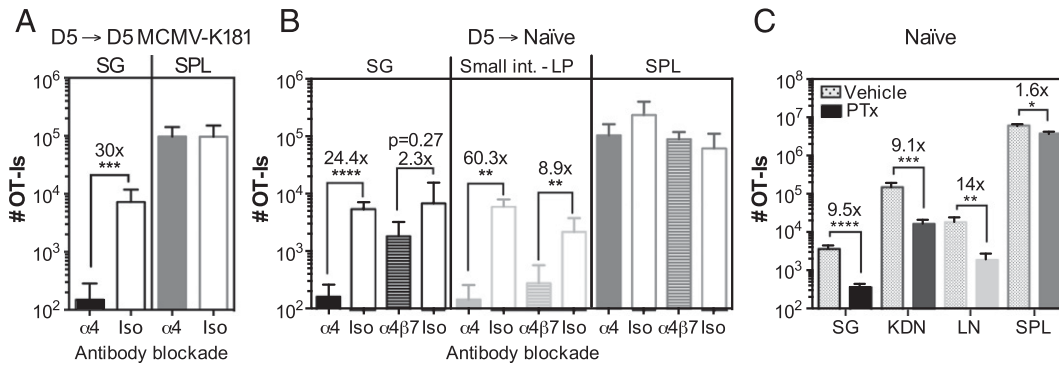 A
D5 → D5 MCMV-K181
SG SPL
10⁶
10⁵
10⁴
10³
10²
# OT-Is
30x
***
α4 Iso α4 Iso
Antibody blockade
B
D5 → Naïve
SG Small int. - LP SPL
10⁶
10⁵
10⁴
10³
10²
# OT-Is
24.4x
****
p=0.27
2.3x
60.3x
**
8.9x
**
α4 Iso α4β7 Iso α4 Iso α4β7 Iso α4 Iso α4β7 Iso
Antibody blockade
C
Naïve
Vehicle
PTx
10⁸
10⁷
10⁶
10⁵
10⁴
10³
10²
# OT-Is
9.5x
****
9.1x
***
14x
**
1.6x
*
SG KDN LN SPL